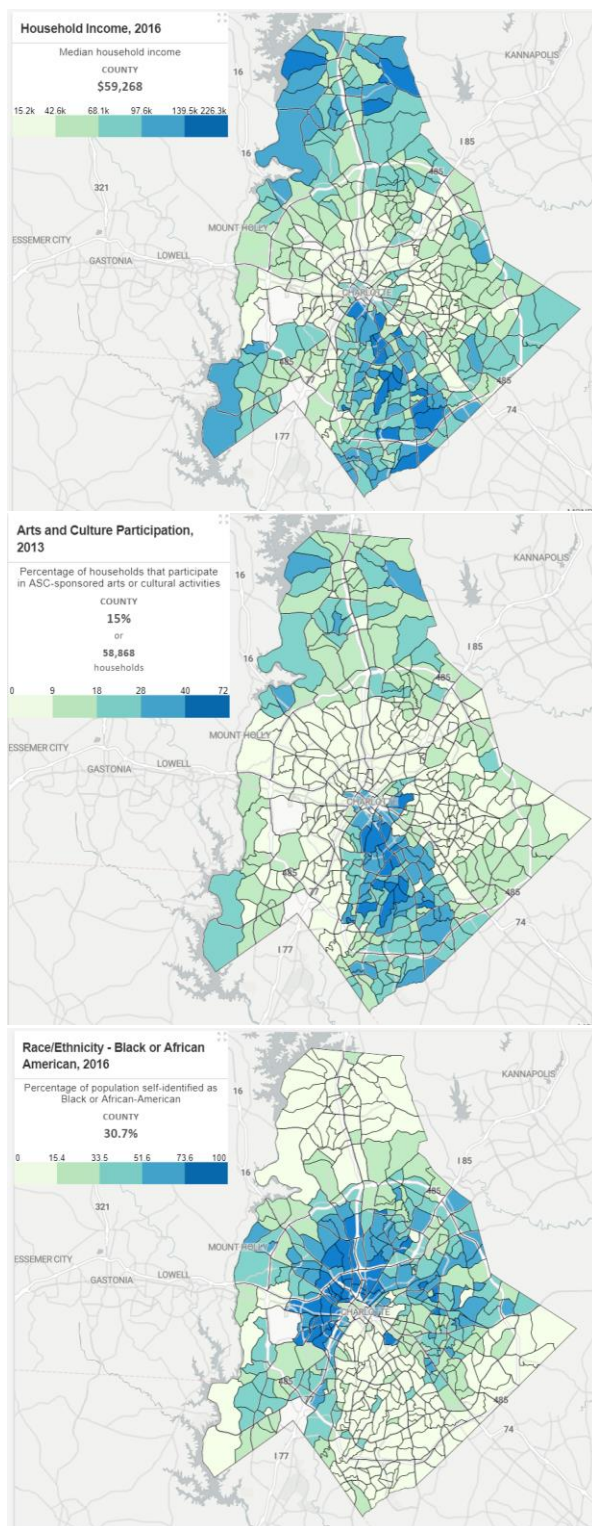 Household Income, 2016
Median household income
COUNTY
$59,268
15.2k 42.6k 68.1k 97.6k 139.5k 226.3k
16
KANNAPOLIS
I 85
485
16
321
MOUNT HOLLY
ESSEMER CITY
LOWELL
GASTONIA
CHARLOTTE
485
77
485
74
I 77
Arts and Culture Participation,
2013
Percentage of households that participate
in ASC-sponsored arts or cultural activities
COUNTY
15%
or
58,868
households
0 9 18 28 40 72
16
KANNAPOLIS
I 85
485
MOUNT HOLLY
ESSEMER CITY
LOWELL
GASTONIA
CHARLOTTE
485
77
485
74
I 77
Race/Ethnicity - Black or African
American, 2016
Percentage of population self-identified as
Black or African-American
COUNTY
30.7%
0 15.4 33.5 51.6 73.6 100
16
KANNAPOLIS
I 85
485
16
321
MOUNT HOLLY
ESSEMER CITY
LOWELL
GASTONIA
CHARLOTTE
485
77
485
74
I 77